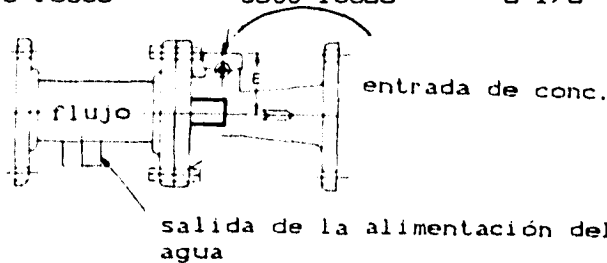 flujo
entrada de conc.
salida de la alimentación del
agua